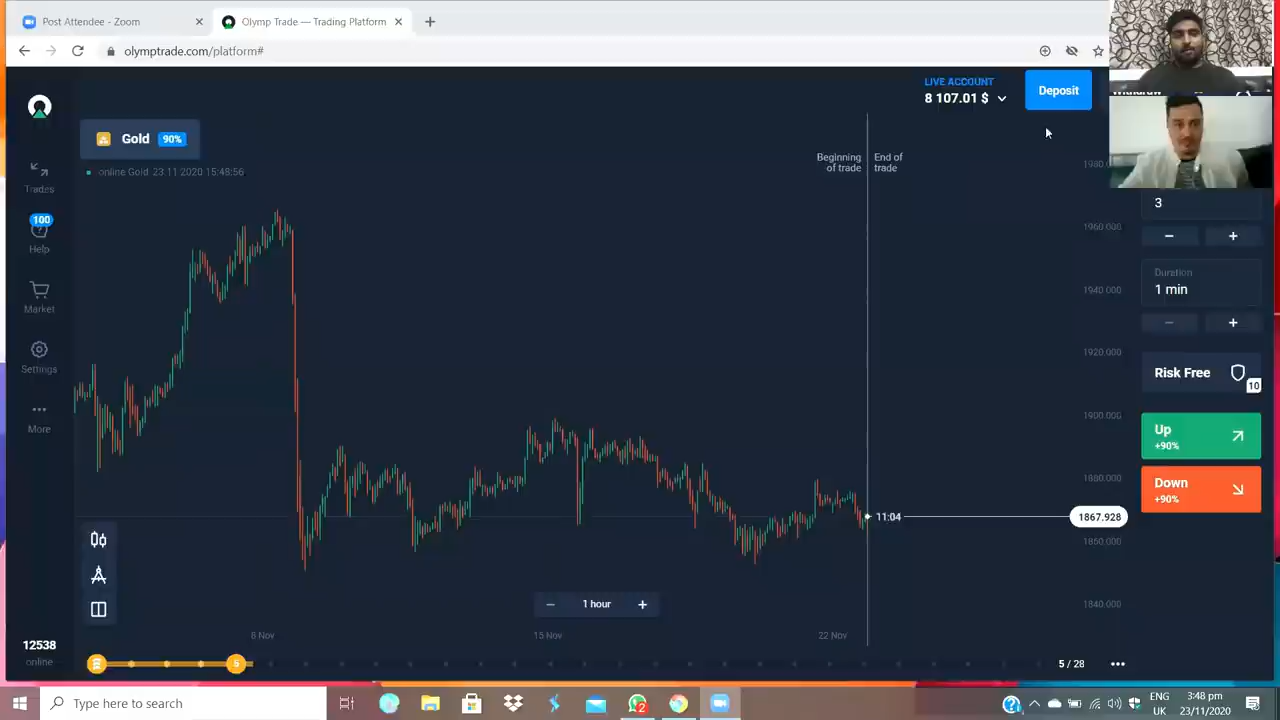 Post Attendee - Zoom
Olymp Trade — Trading Platform
olymptrade.com/platform#
LIVE ACCOUNT
8 107.01 $
Deposit
Withdraw
Gold 90%
online Gold 23.11 2020 15:48:56
Beginning of trade
End of trade
Trades
100
Help
Market
Settings
More
12538
online
1960.000
1940.000
1920.000
1900.000
1880.000
1860.000
1840.000
11:04
1867.928
1 hour
8 Nov
15 Nov
22 Nov
5
5 / 28
3
Duration
1 min
Risk Free
10
Up
+90%
Down
+90%
Type here to search
2
ENG
UK
3:48 pm
23/11/2020